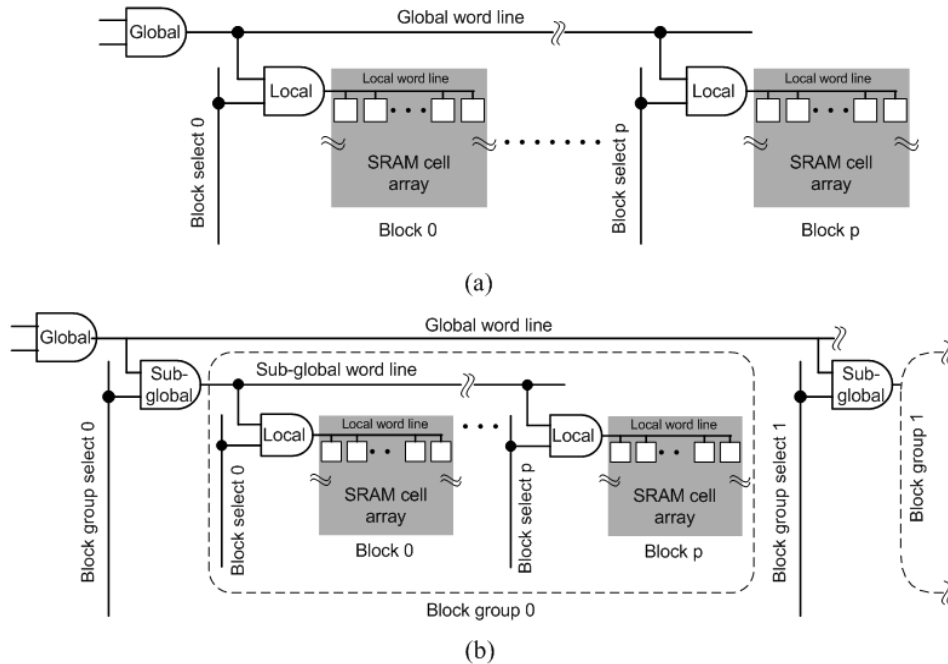 Global word line
Global
Local
Local word line
SRAM cell
array
Block 0
Block select 0
Local
Local word line
SRAM cell
array
Block p
Block select p
(a)
Global
Global word line
Sub-
global
Sub-global word line
Block group select 0
Local
Local word line
SRAM cell
array
Block 0
Block select 0
Local
Local word line
SRAM cell
array
Block p
Block select p
Block group 0
Block group select 1
Sub-
global
Block group 1
(b)